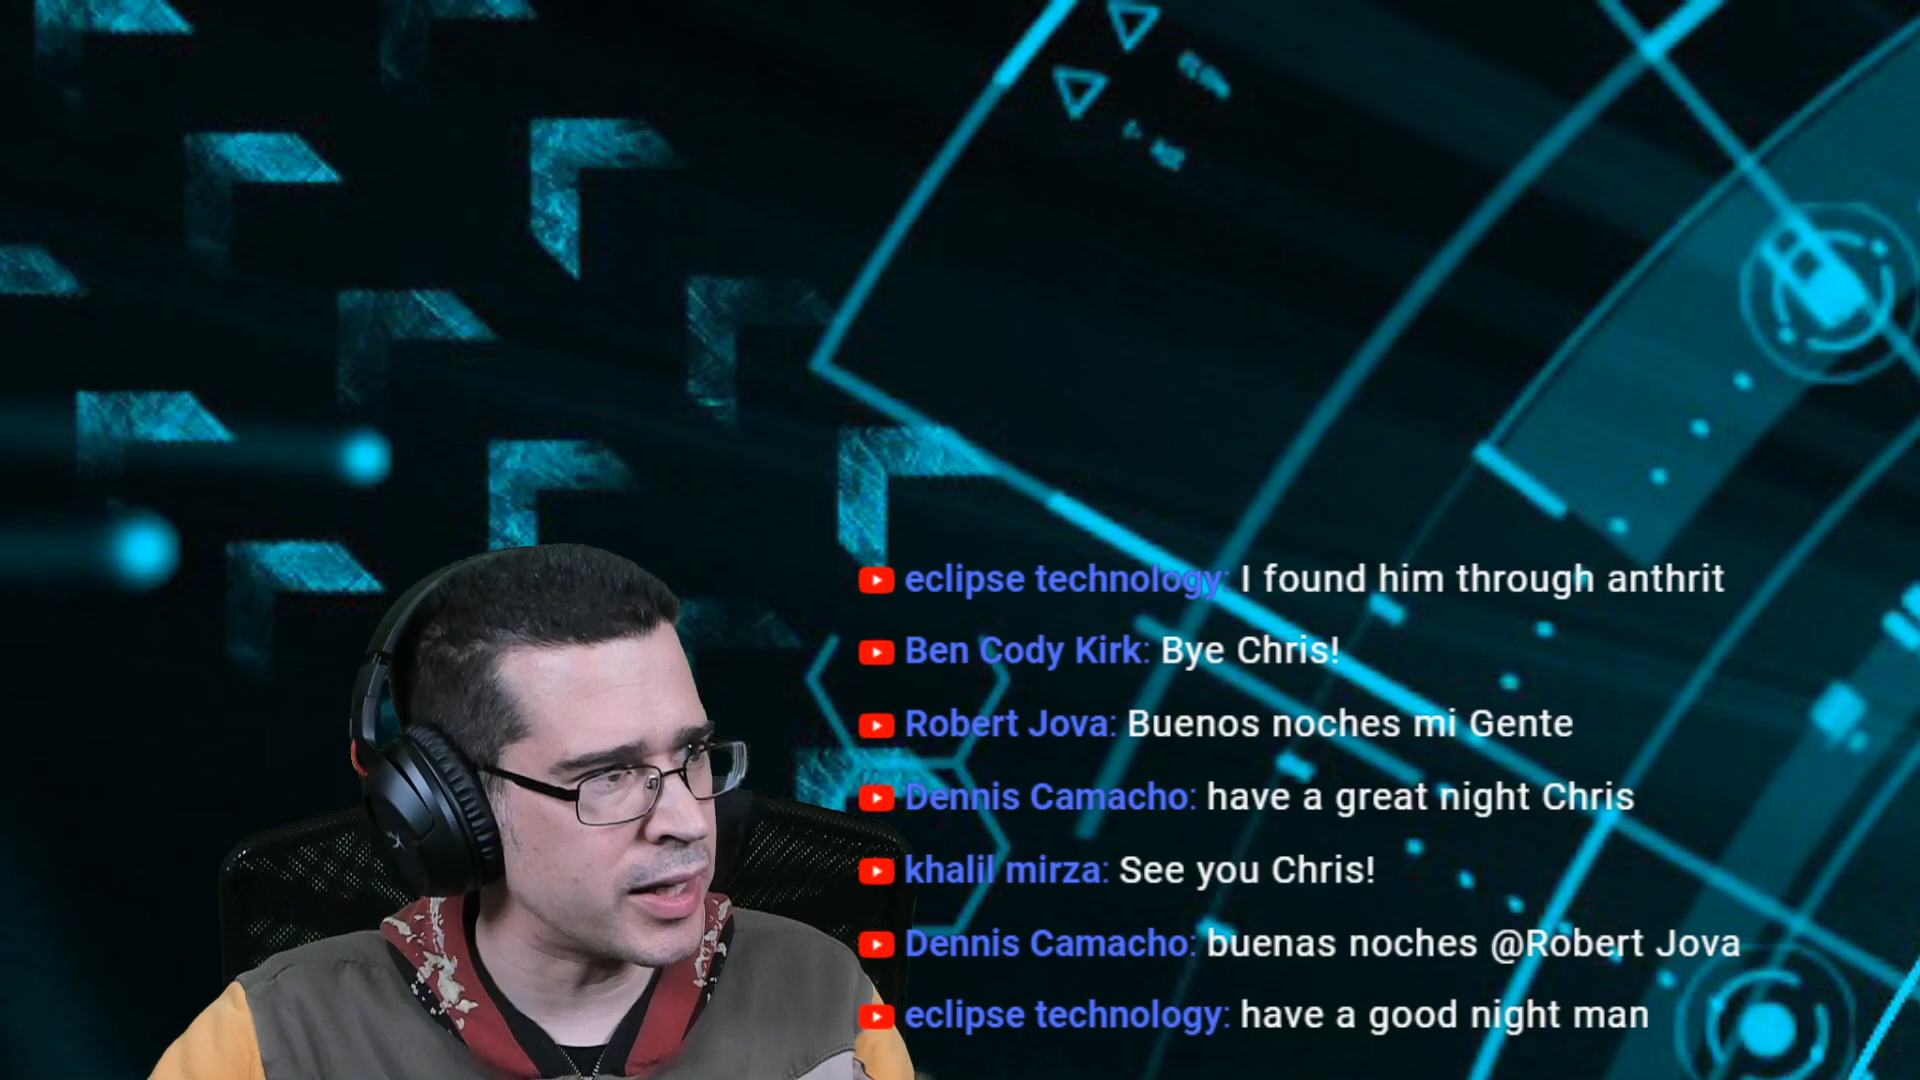 eclipse technology: I found him through anthrit
Ben Cody Kirk: Bye Chris!
Robert Jova: Buenos noches mi Gente
Dennis Camacho: have a great night Chris
khalil mirza: See you Chris!
Dennis Camacho: buenas noches @Robert Jova
eclipse technology: have a good night man